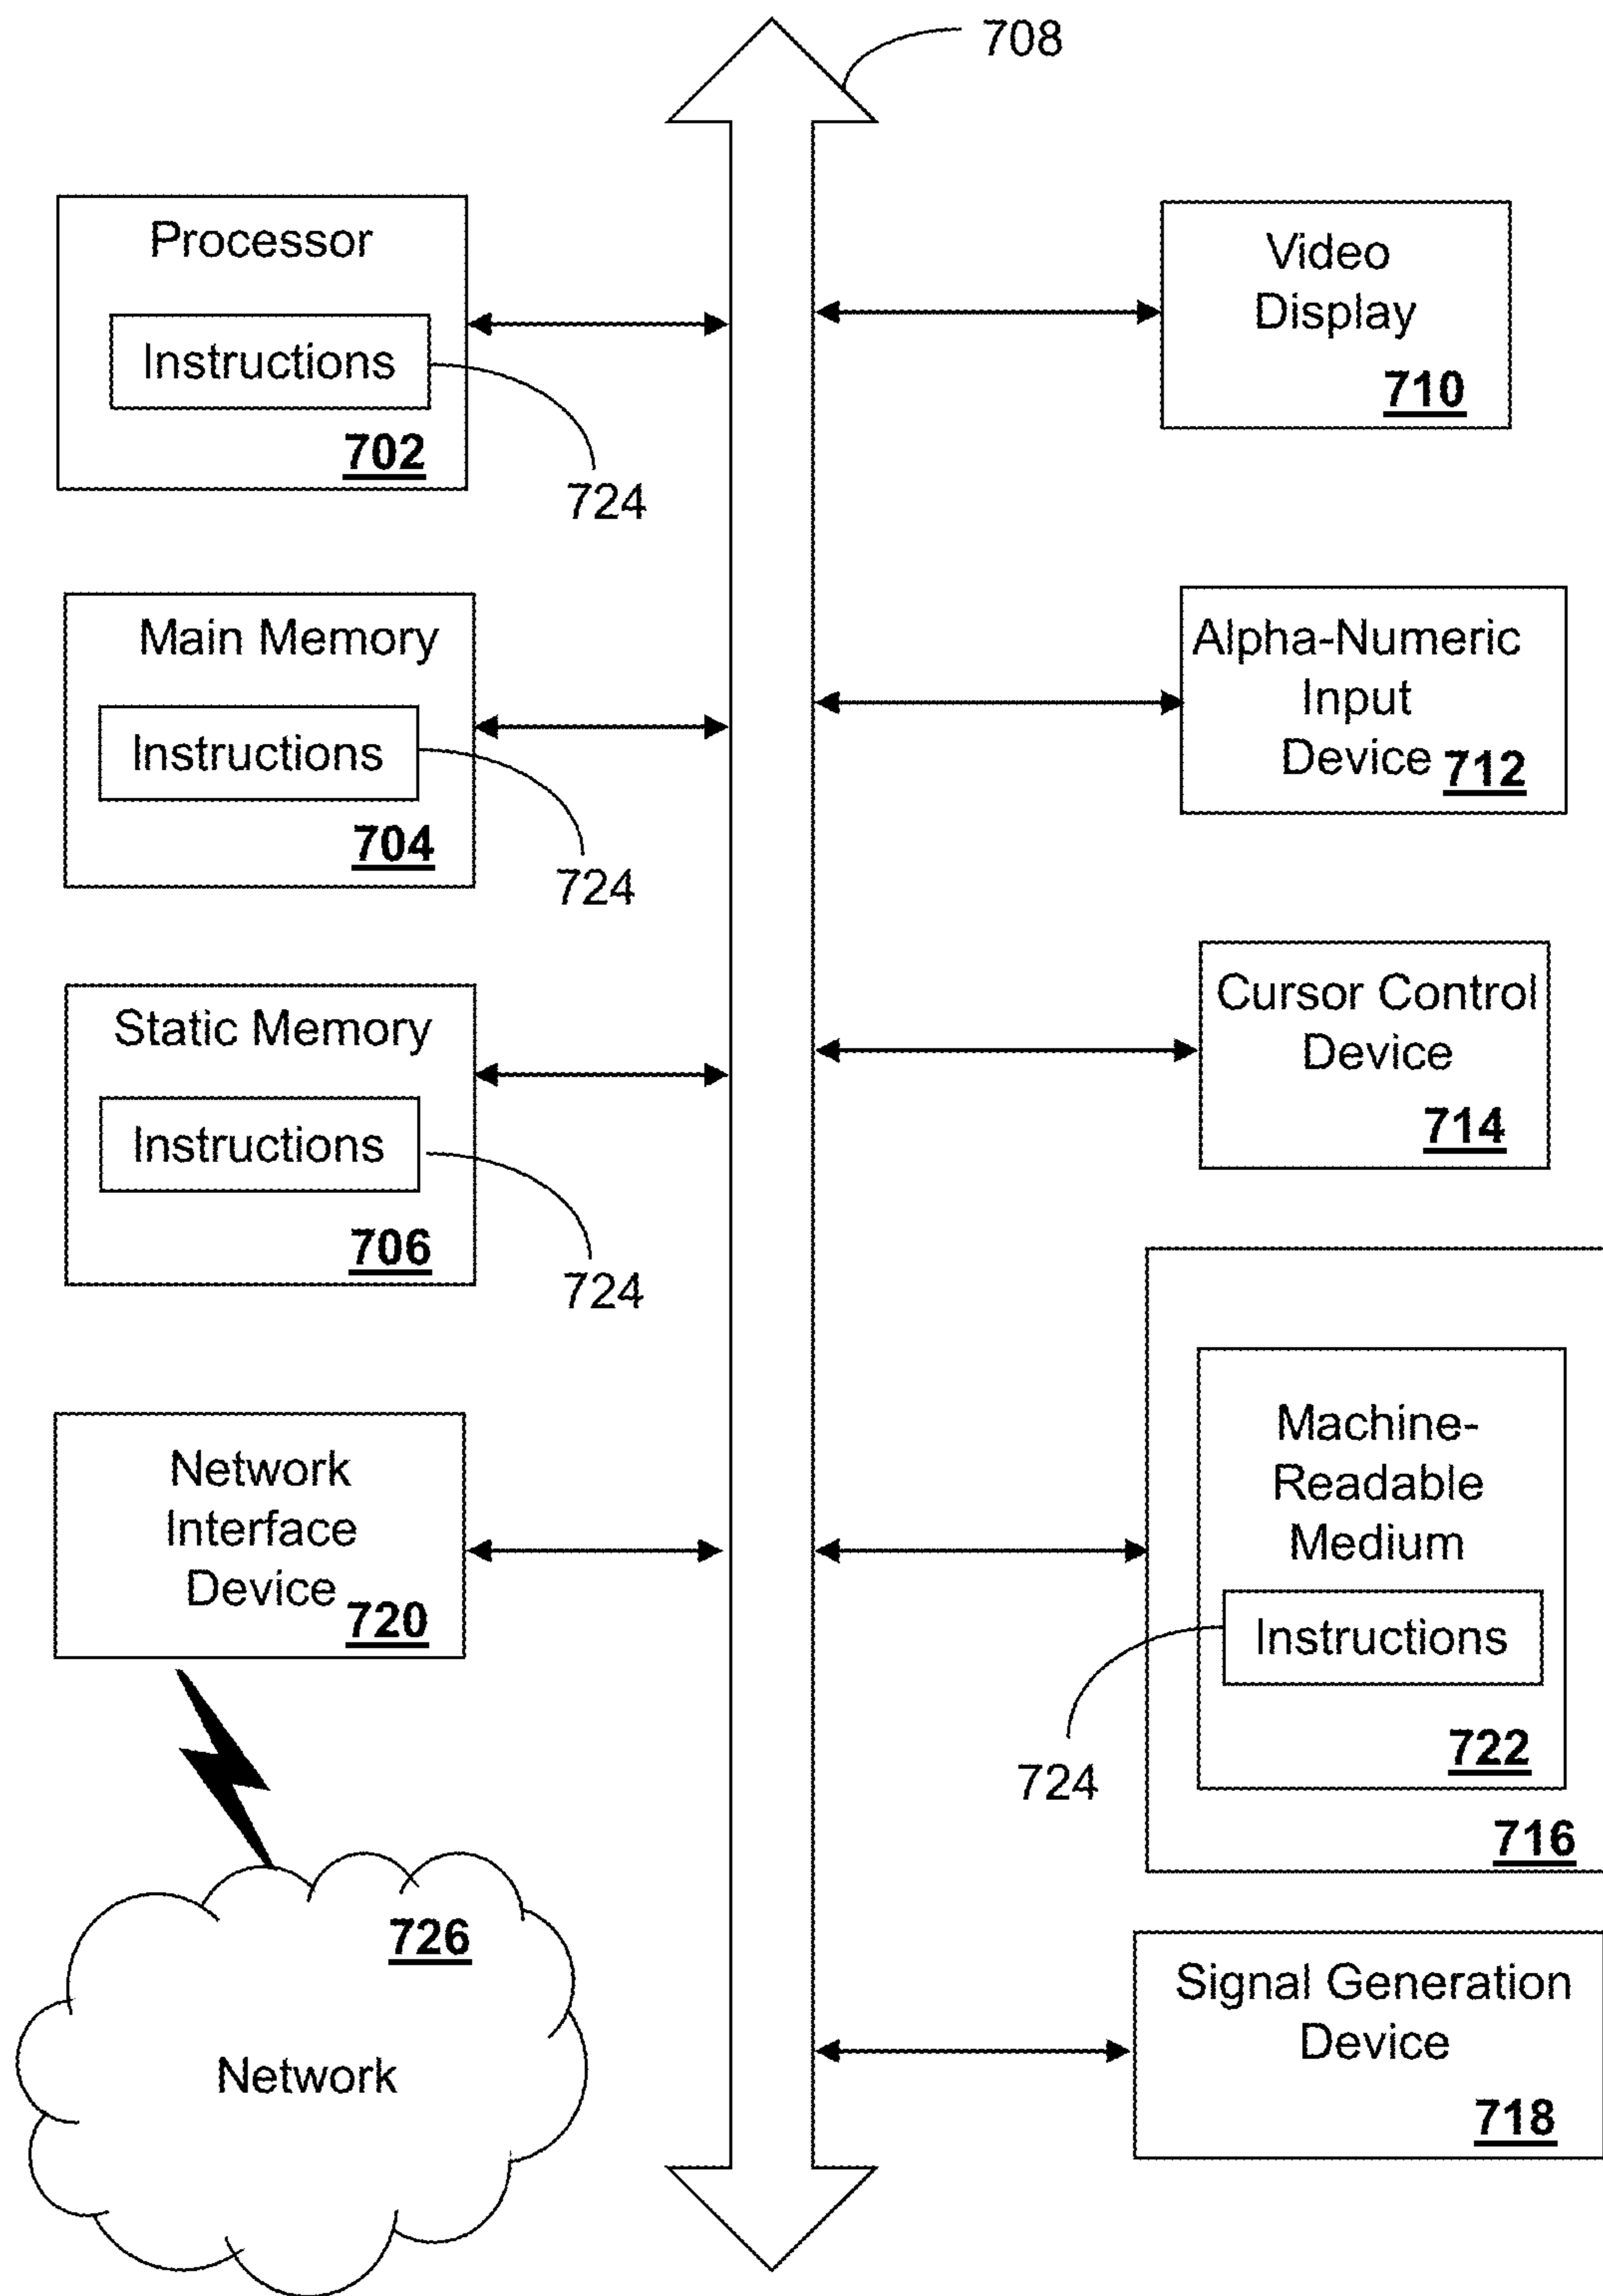 708
Processor
Instructions
702
724
Main Memory
Instructions
704
724
Static Memory
Instructions
706
724
Network
Interface
Device 720
726
Network
Video
Display
710
Alpha-Numeric
Input
Device 712
Cursor Control
Device
714
Machine-
Readable
Medium
Instructions
722
724
716
Signal Generation
Device
718